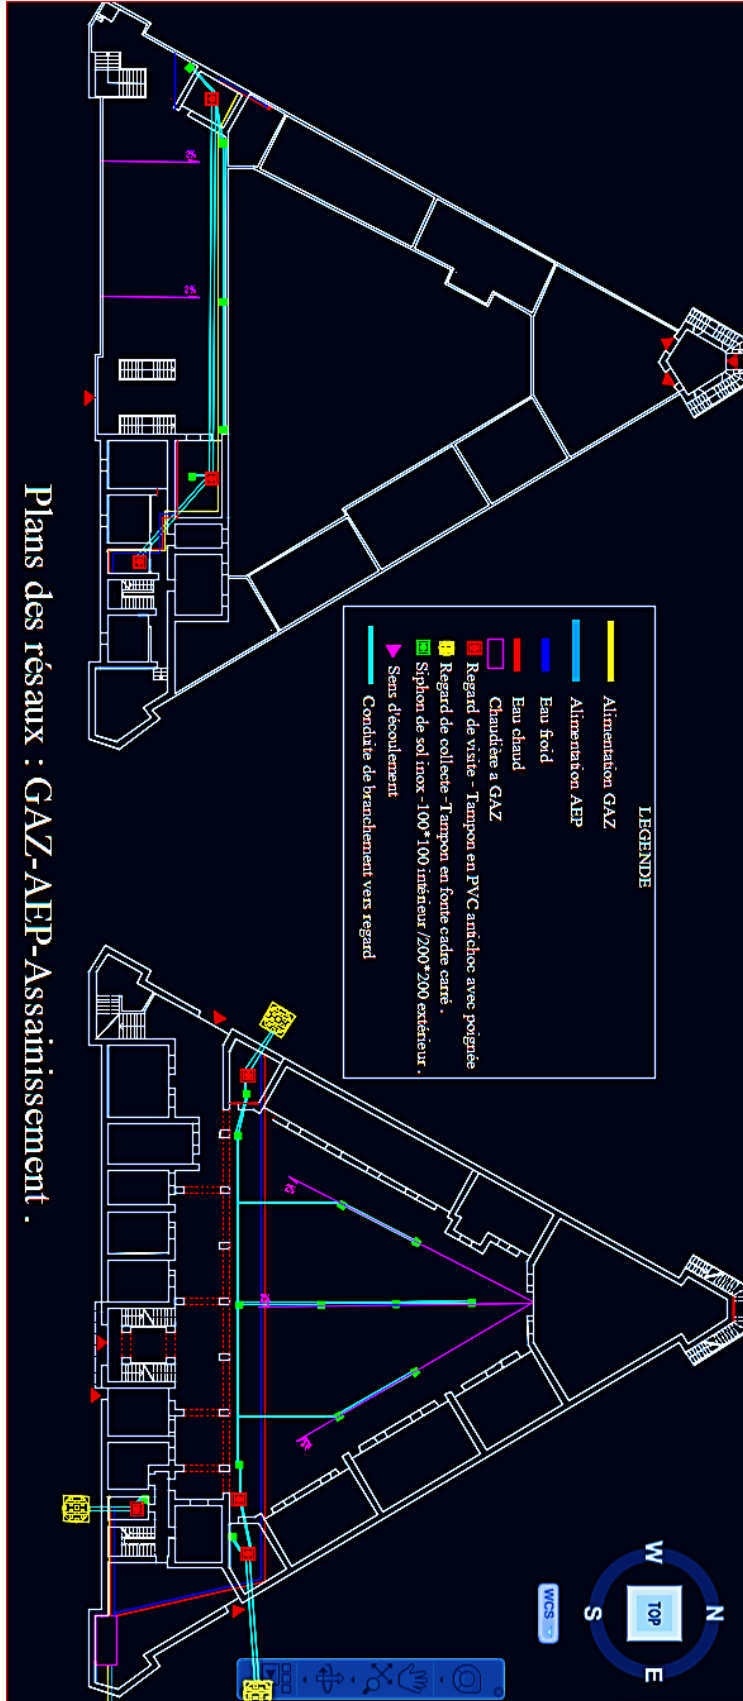 2%
2%
LEGENDE
Alimentation GAZ
Alimentation AEP
Eau froid
Eau chaud
Chaudière a GAZ
Regard de visite - Tampon en PVC antichoc avec poignée
Regard de collecte -Tampon en fonte cadre carré .
Siphon de sol inox -100*100 intérieur /200*200 extérieur .
Sens d'écoulement
Conduite de branchement vers regard
Plans des résaux : GAZ-AEP-Assainissement .
N
W
TOP
E
S
WCS